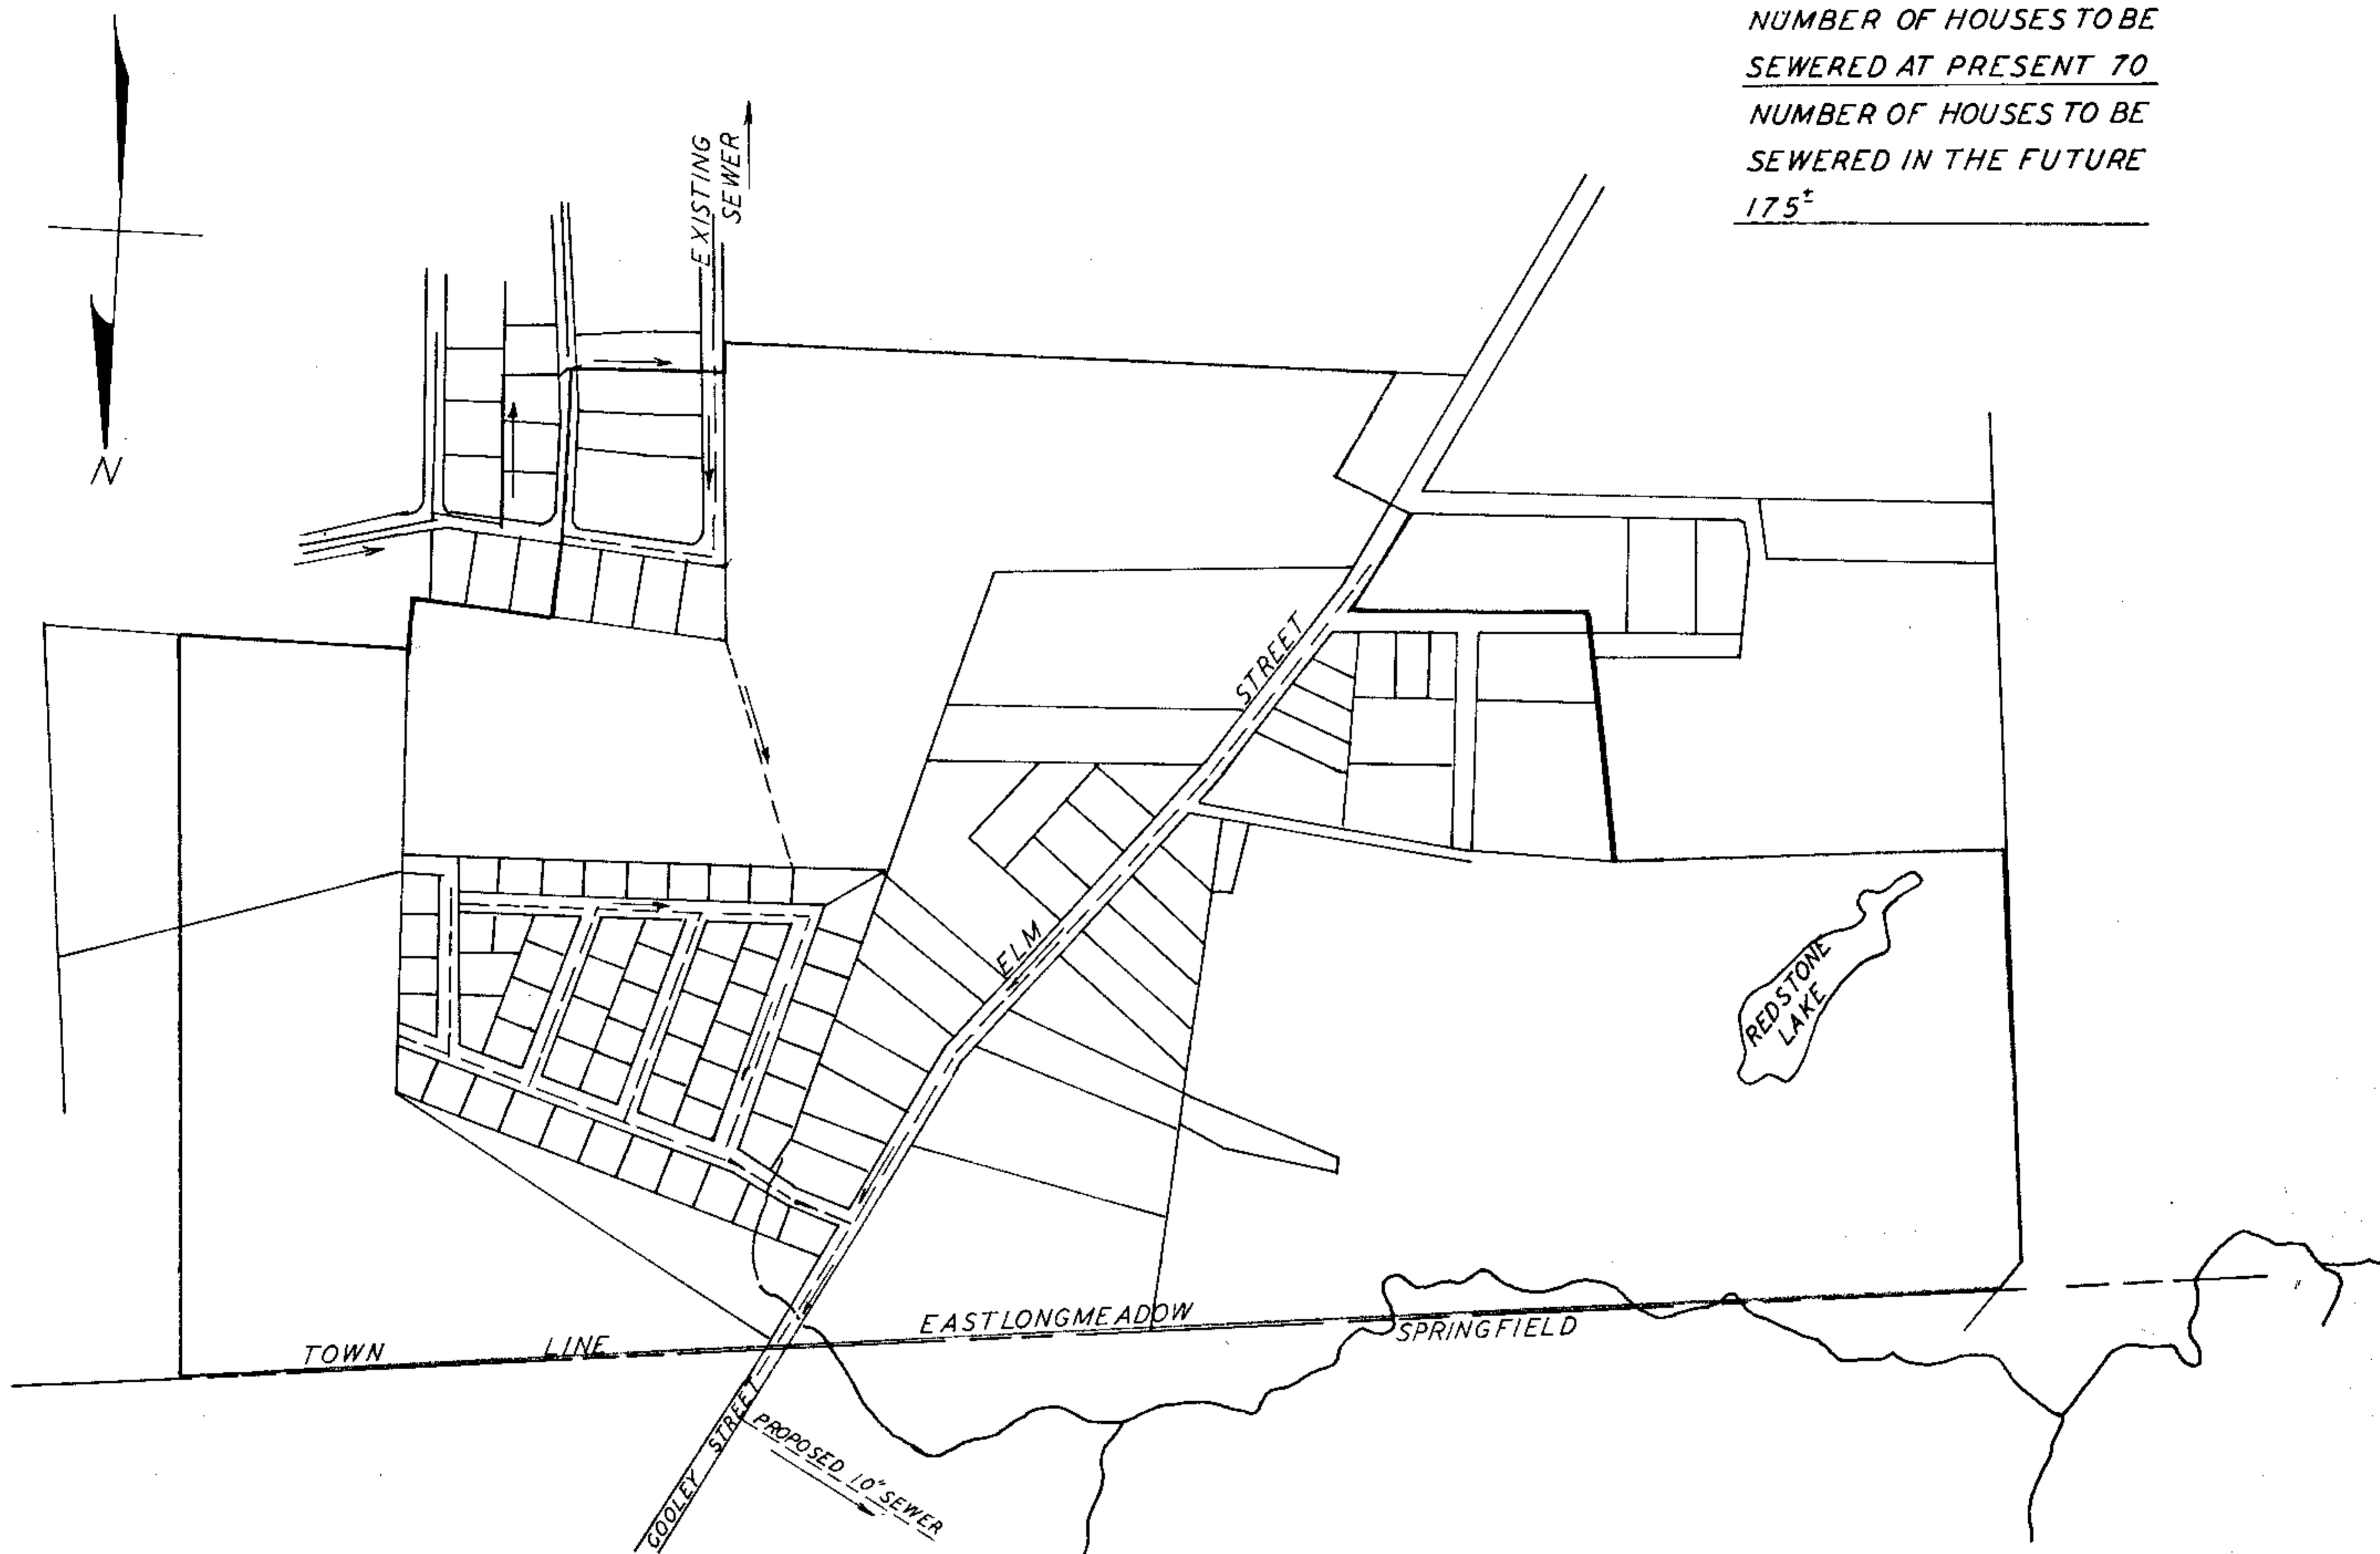 NUMBER OF HOUSES TO BE
SEWERED AT PRESENT 70
NUMBER OF HOUSES TO BE
SEWERED IN THE FUTURE
175±
EXISTING
SEWER
N
STREET
ELM
REDSTONE
LAKE
EAST LONGMEADOW
SPRINGFIELD
TOWN LINE
GOOLEY STREET
PROPOSED 10" SEWER